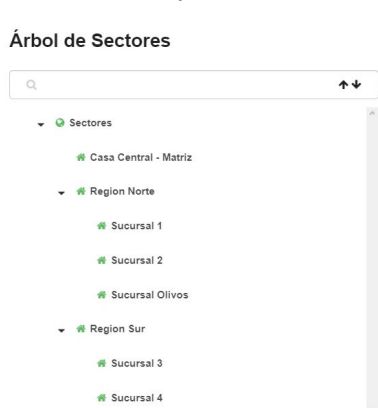 Árbol de Sectores
Sectores
Casa Central - Matriz
Region Norte
Sucursal 1
Sucursal 2
Sucursal Olivos
Region Sur
Sucursal 3
Sucursal 4